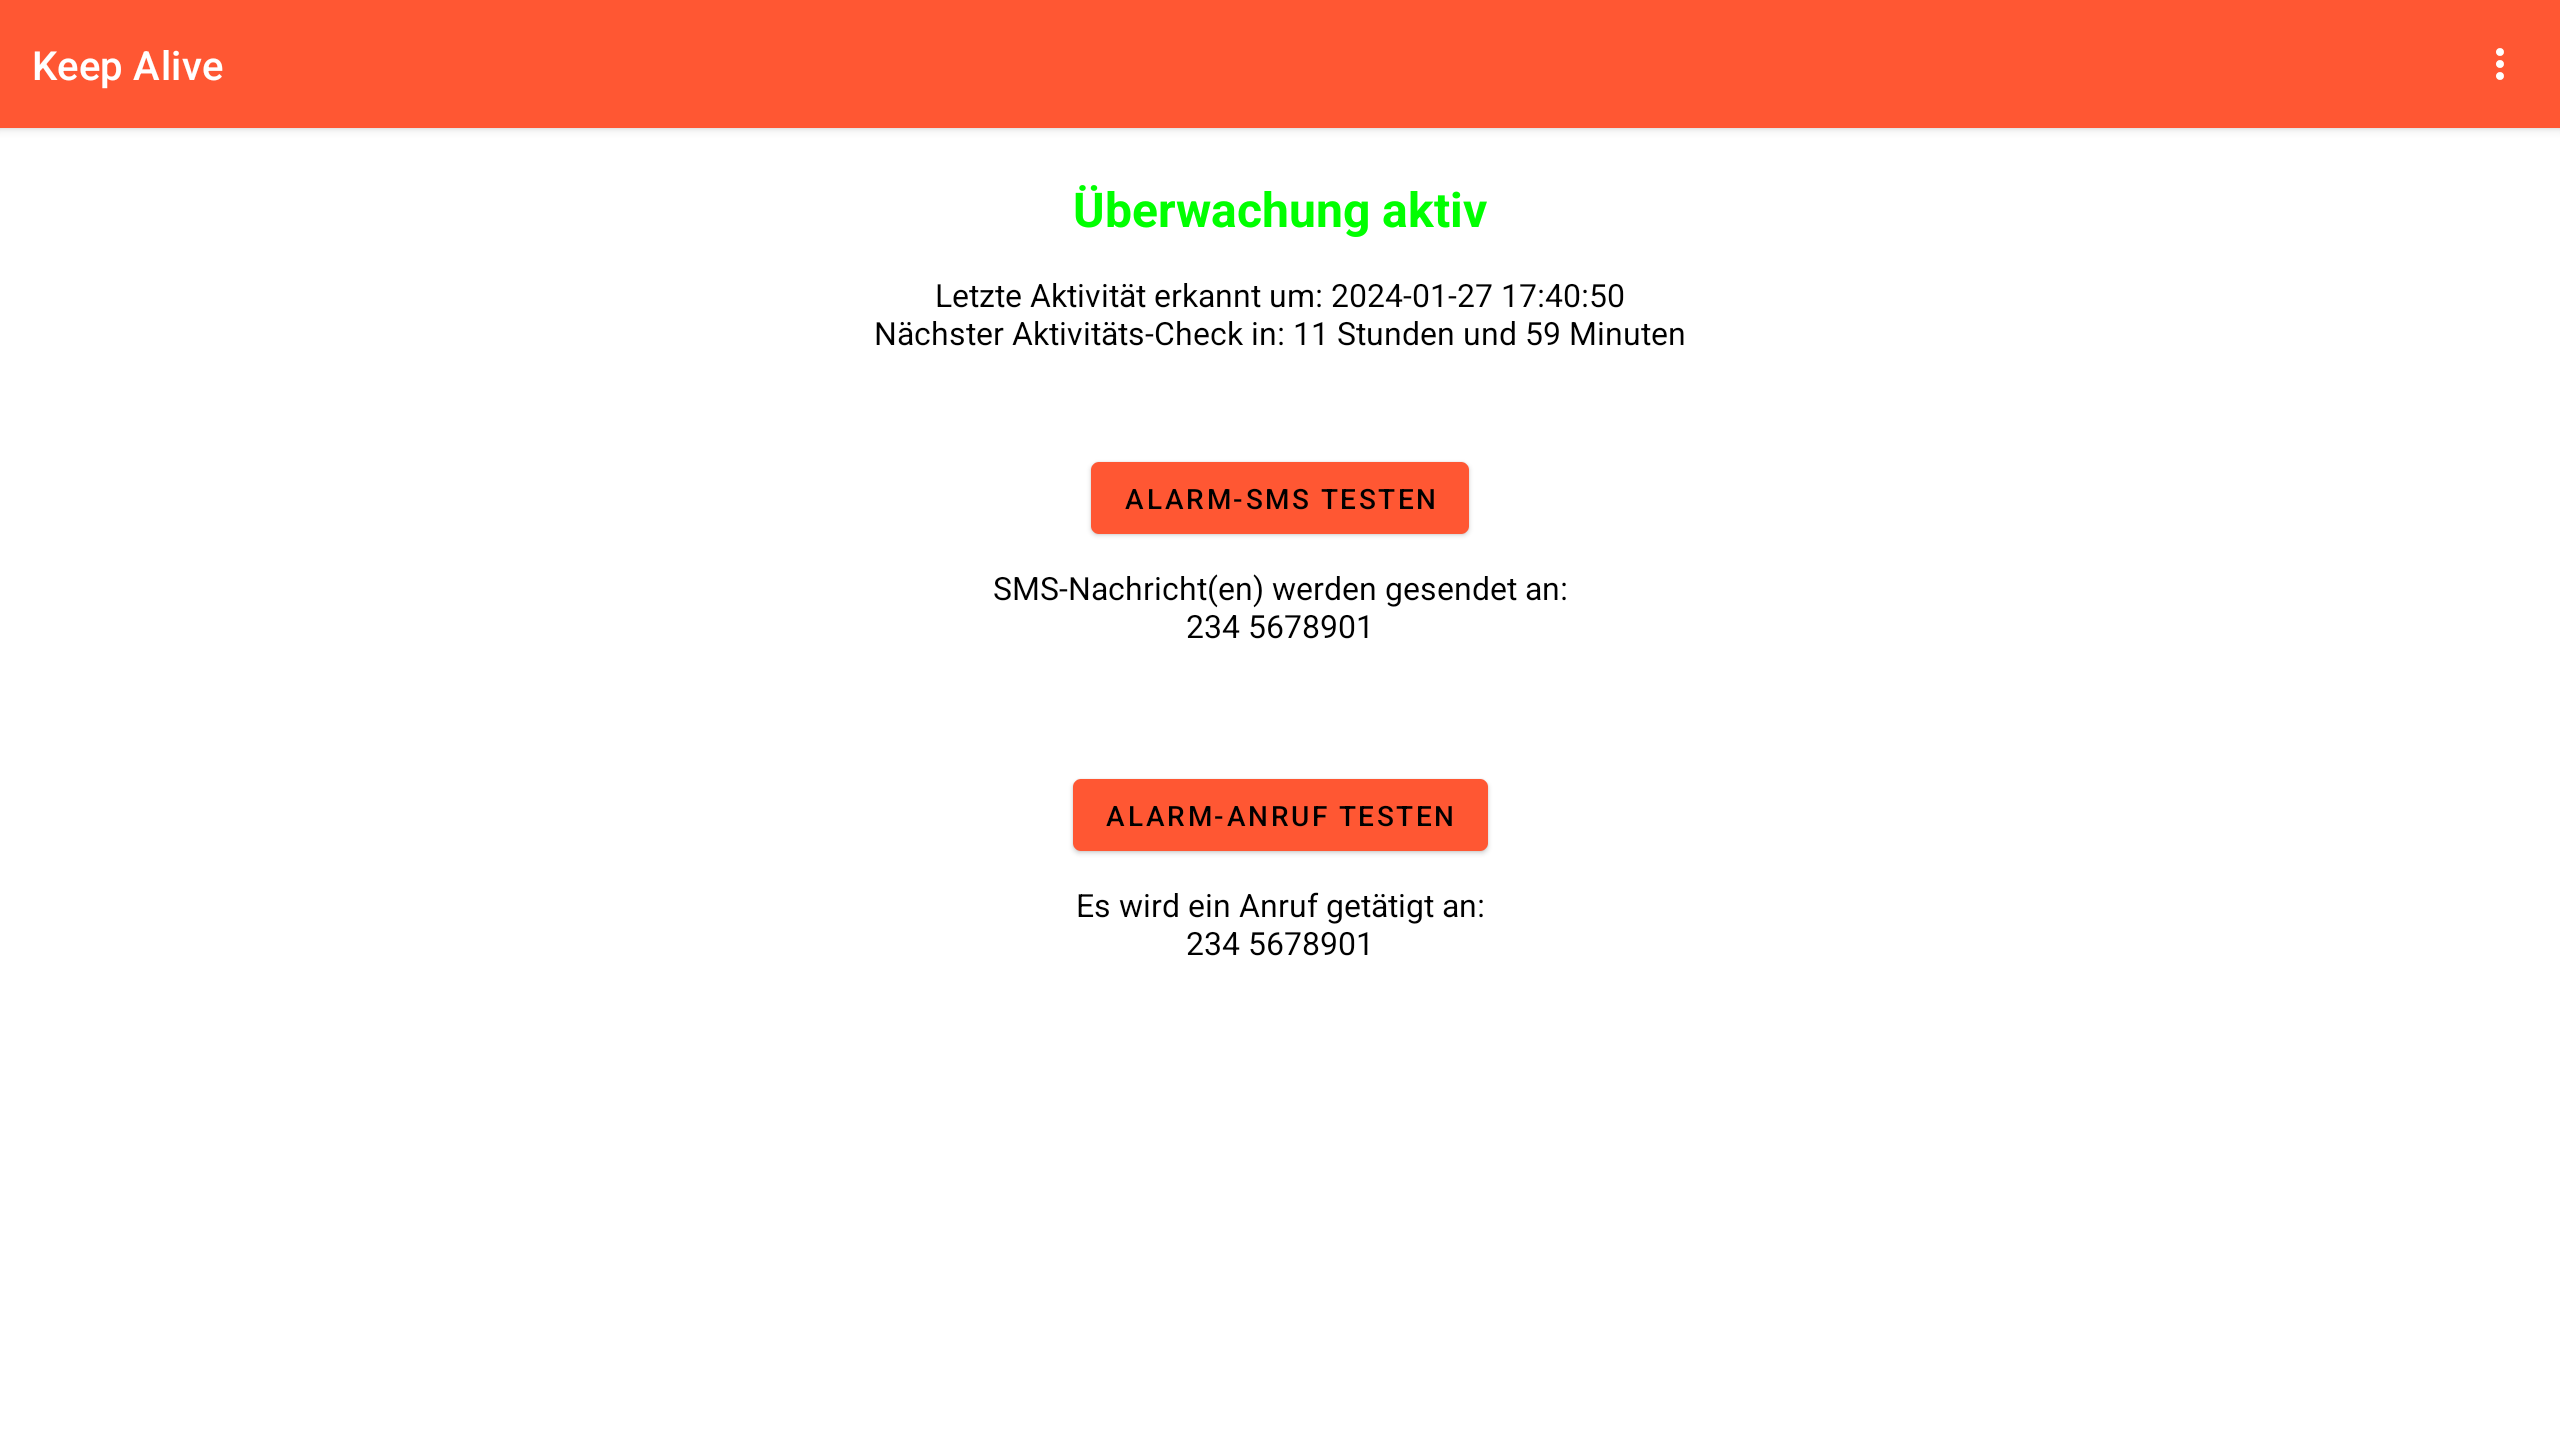 Keep Alive
Überwachung aktiv
Letzte Aktivität erkannt um: 2024-01-27 17:40:50
Nächster Aktivitäts-Check in: 11 Stunden und 59 Minuten
ALARM-SMS TESTEN
SMS-Nachricht(en) werden gesendet an:
234 5678901
ALARM-ANRUF TESTEN
Es wird ein Anruf getätigt an:
234 5678901